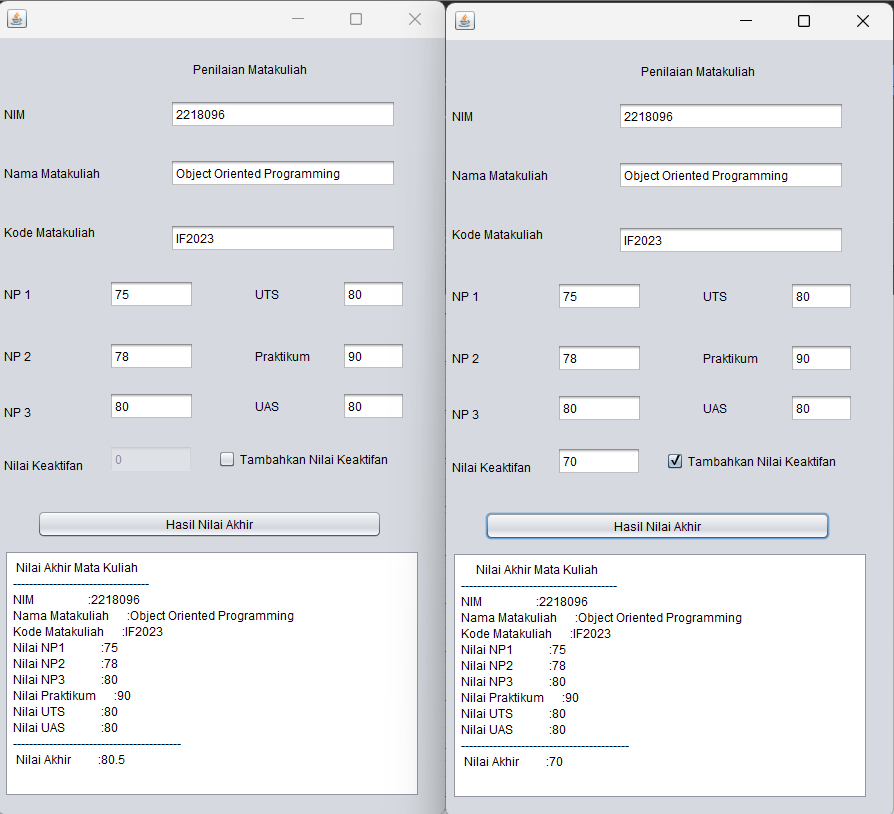 Penilaian Matakuliah
NIM 2218096
Nama Matakuliah Object Oriented Programming
Kode Matakuliah IF2023
NP 1 75 UTS 80
NP 2 78 Praktikum 90
NP 3 80 UAS 80
Nilai Keaktifan 0 Tambahkan Nilai Keaktifan
Hasil Nilai Akhir
Nilai Akhir Mata Kuliah
----------------------------------
NIM :2218096
Nama Matakuliah :Object Oriented Programming
Kode Matakuliah :IF2023
Nilai NP1 :75
Nilai NP2 :78
Nilai NP3 :80
Nilai Praktikum :90
Nilai UTS :80
Nilai UAS :80
------------------------------------------
Nilai Akhir :80.5
Penilaian Matakuliah
NIM 2218096
Nama Matakuliah Object Oriented Programming
Kode Matakuliah IF2023
NP 1 75 UTS 80
NP 2 78 Praktikum 90
NP 3 80 UAS 80
Nilai Keaktifan 70 Tambahkan Nilai Keaktifan
Hasil Nilai Akhir
Nilai Akhir Mata Kuliah
---------------------------------------
NIM :2218096
Nama Matakuliah :Object Oriented Programming
Kode Matakuliah :IF2023
Nilai NP1 :75
Nilai NP2 :78
Nilai NP3 :80
Nilai Praktikum :90
Nilai UTS :80
Nilai UAS :80
------------------------------------------
Nilai Akhir :70